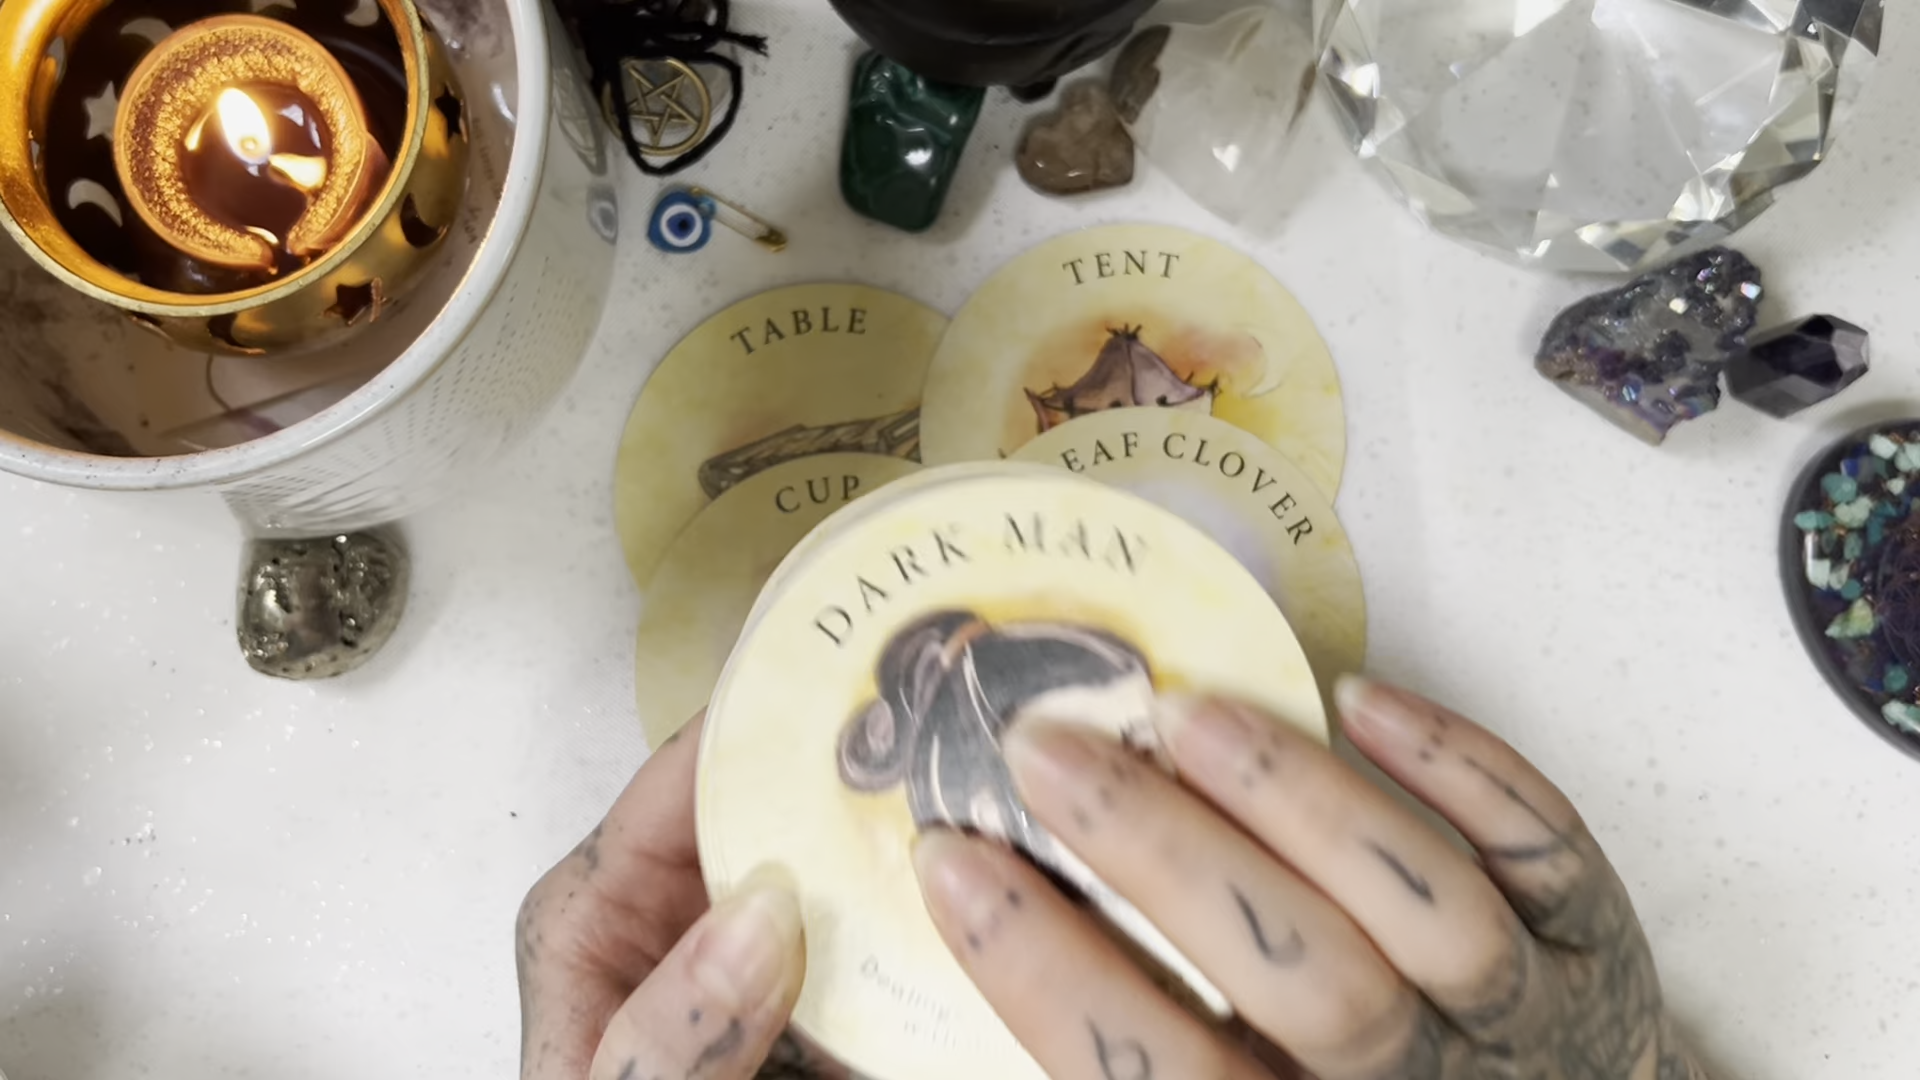 TENT
TABLE
EAF CLOVER
CUP
DARK MAN